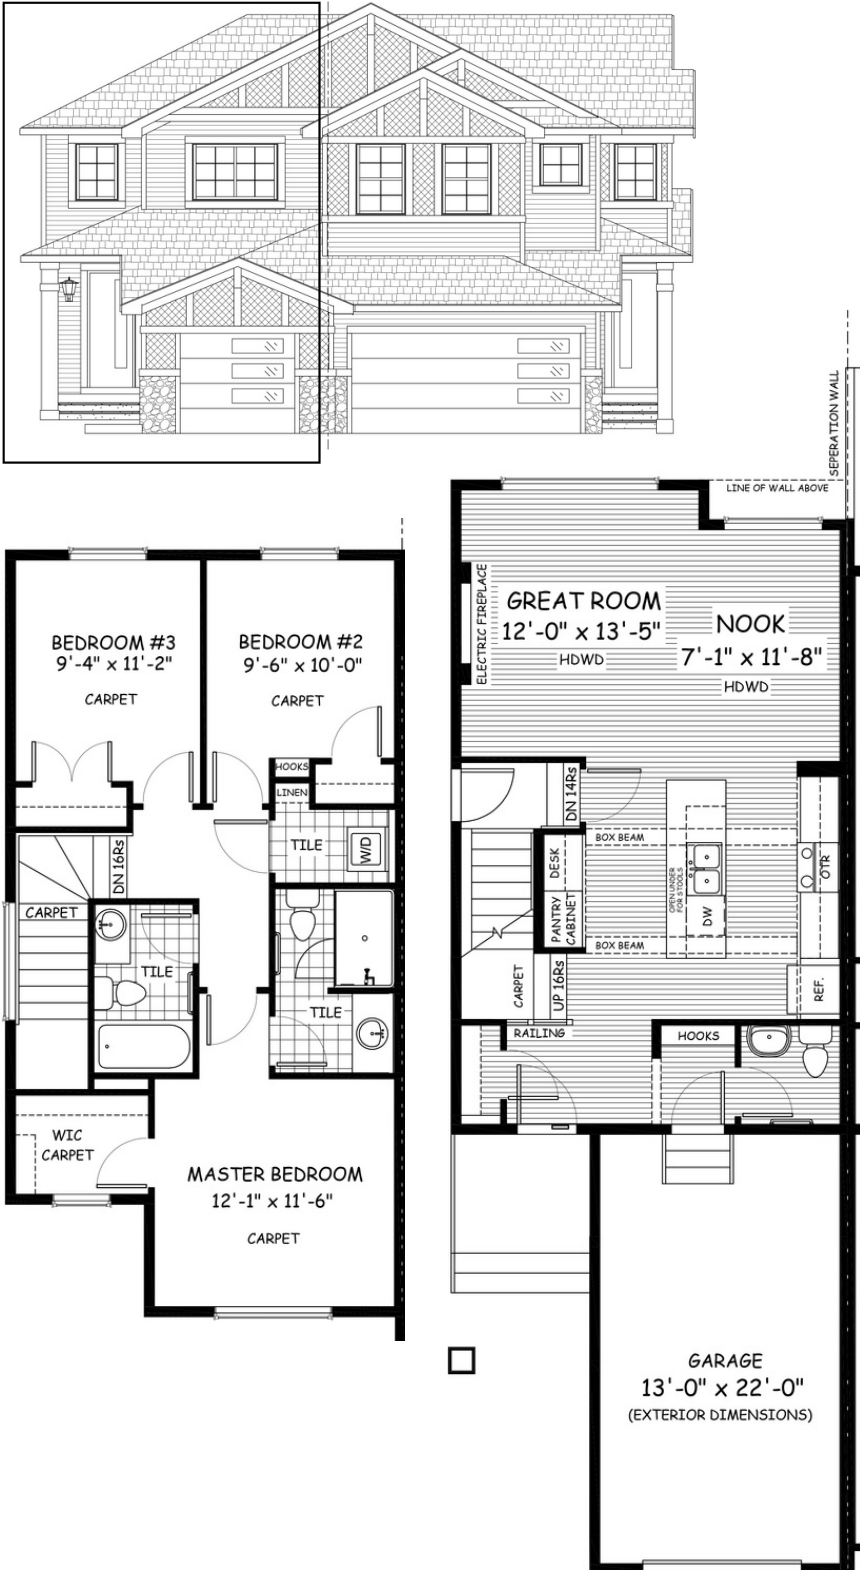 SEPERATION WALL
LINE OF WALL ABOVE
BEDROOM #3
9'-4" x 11'-2"
CARPET
BEDROOM #2
9'-6" x 10'-0"
CARPET
HOOKS
LINEN
TILE
W/D
DN 16Rs
CARPET
TILE
TILE
WIC
CARPET
MASTER BEDROOM
12'-1" x 11'-6"
CARPET
ELECTRIC FIREPLACE
GREAT ROOM
12'-0" x 13'-5"
HDWD
NOOK
7'-1" x 11'-8"
HDWD
DN 14Rs
BOX BEAM
DESK
PANTRY
CABINET
OPEN UNDER
FOR STOOLS
DW
OTR
BOX BEAM
REF.
CARPET
UP 16Rs
RAILING
HOOKS
GARAGE
13'-0" x 22'-0"
(EXTERIOR DIMENSIONS)